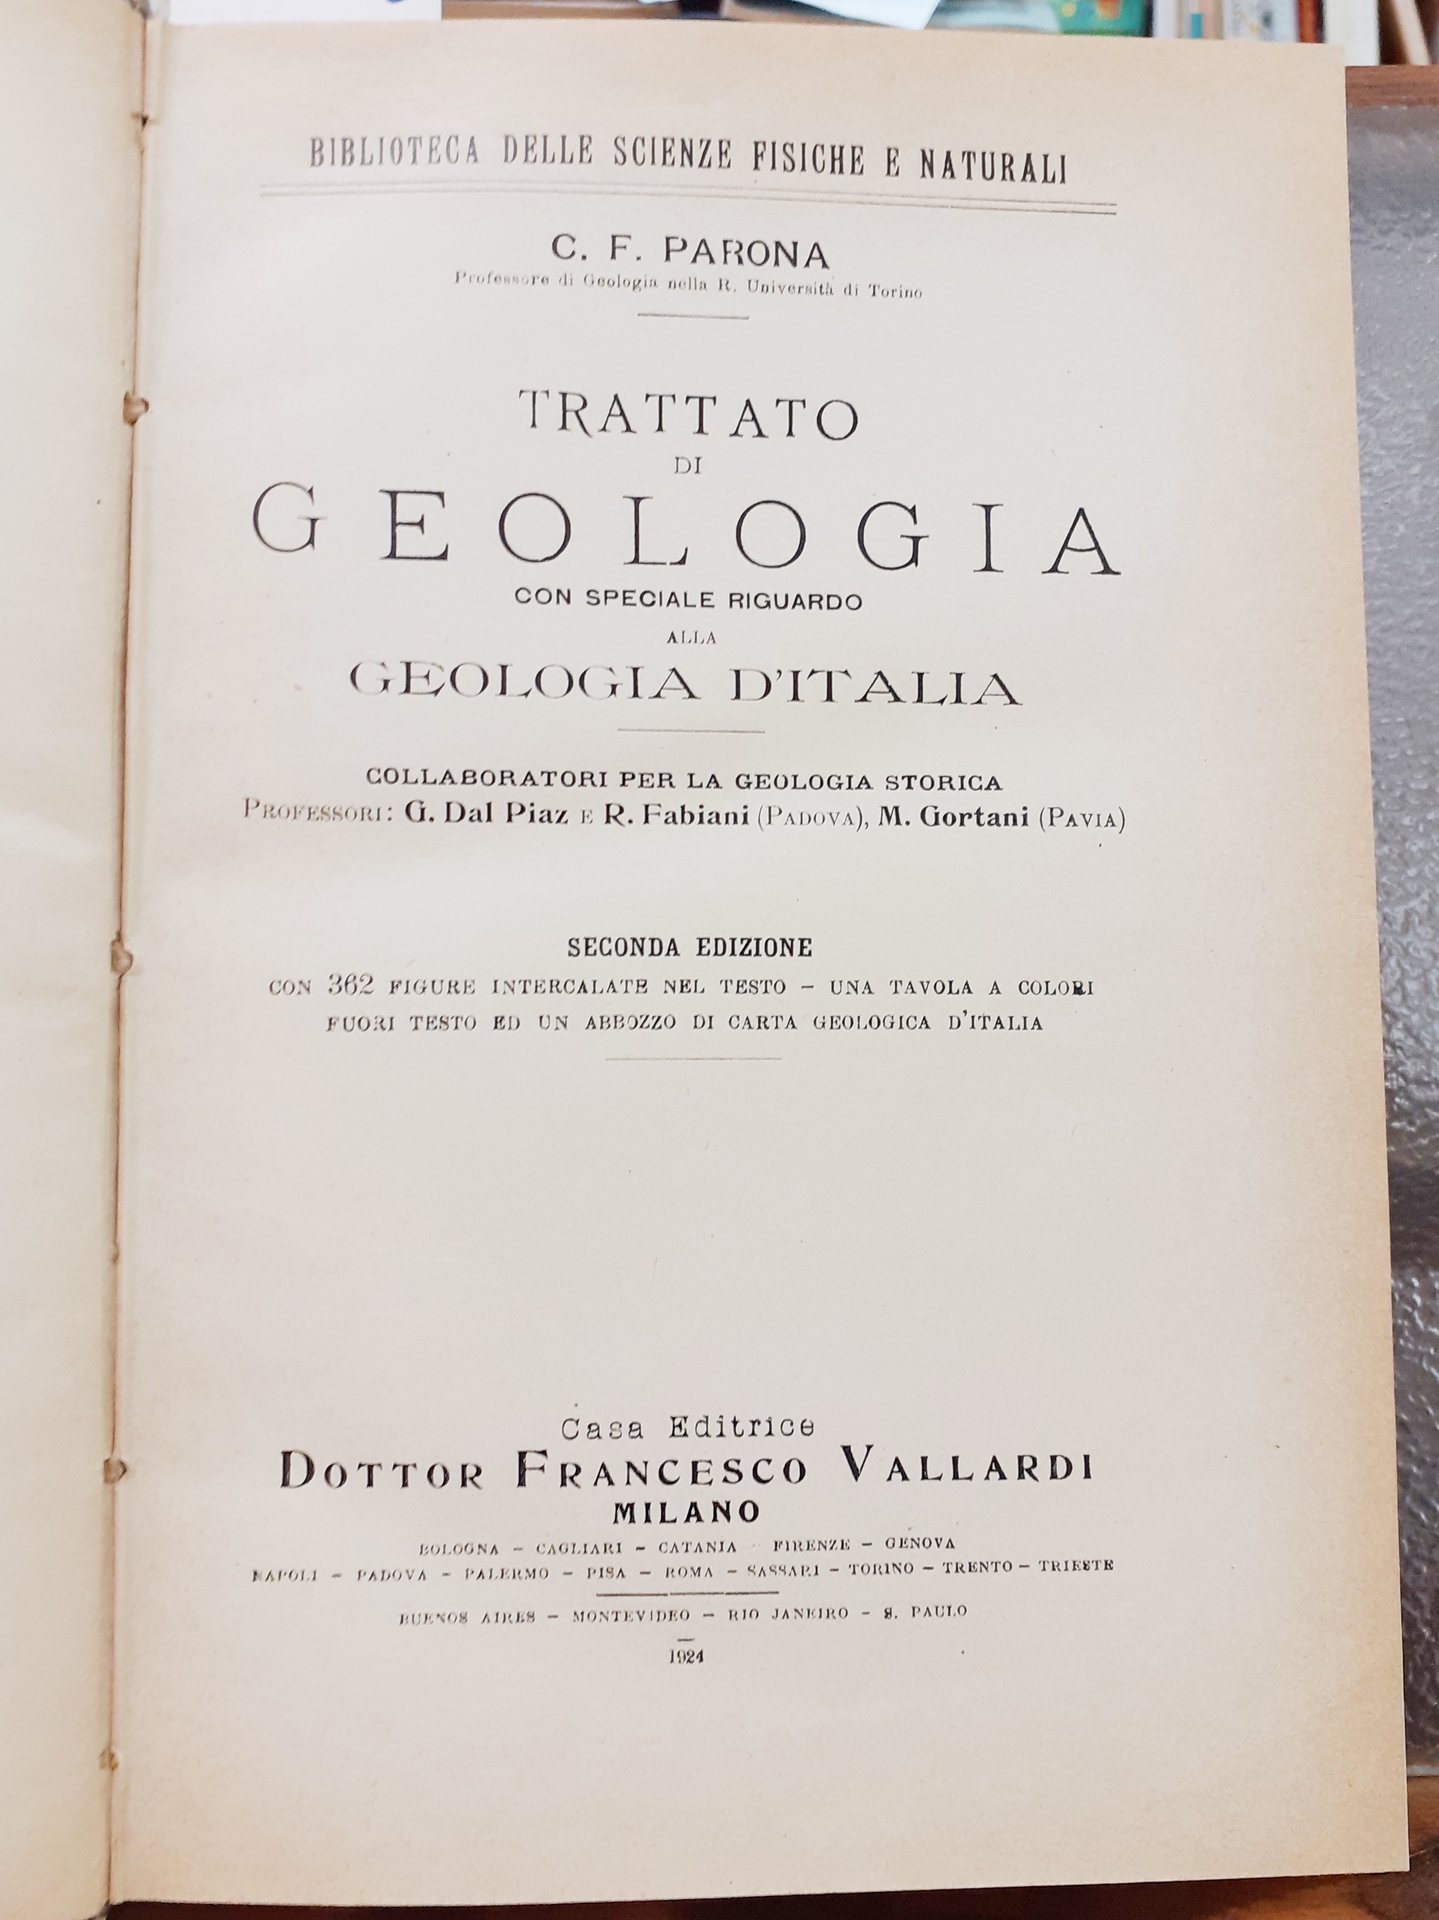 BIBLIOTECA DELLE SCIENZE FISICHE E NATURALI
C. F. PARONA
Professore di Geologia nella R. Università di Torino
TRATTATO
DI
GEOLOGIA
CON SPECIALE RIGUARDO
ALLA
GEOLOGIA D'ITALIA
COLLABORATORI PER LA GEOLOGIA STORICA
PROFESSORI: G. Dal Piaz E R. Fabiani (PADOVA), M. Gortani (PAVIA)
SECONDA EDIZIONE
CON 362 FIGURE INTERCALATE NEL TESTO – UNA TAVOLA A COLORI
FUORI TESTO ED UN ABBOZZO DI CARTA GEOLOGICA D'ITALIA
Casa Editrice
DOTTOR FRANCESCO VALLARDI
MILANO
BOLOGNA – CAGLIARI – CATANIA – FIRENZE – GENOVA
NAPOLI – PADOVA – PALERMO – PISA – ROMA – SASSARI – TORINO – TRENTO – TRIESTE
BUENOS AIRES – MONTEVIDEO – RIO JANEIRO – S. PAULO
1924